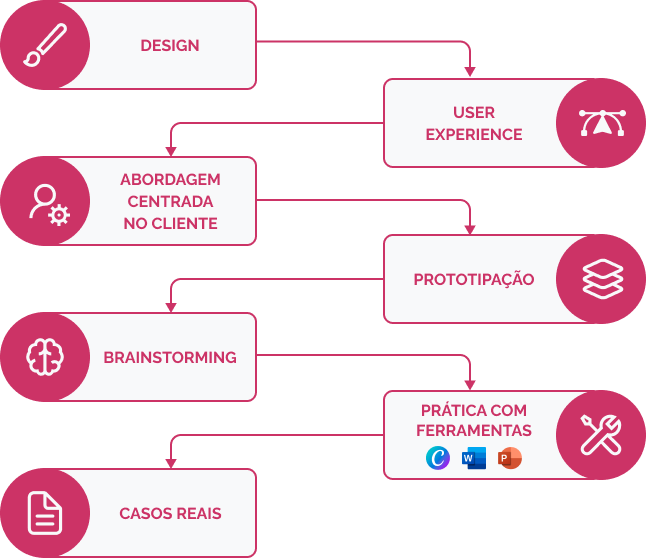 DESIGN
USER
EXPERIENCE
ABORDAGEM
CENTRADA
NO CLIENTE
PROTOTIPAÇÃO
BRAINSTORMING
PRÁTICA COM
FERRAMENTAS
C W P
CASOS REAIS